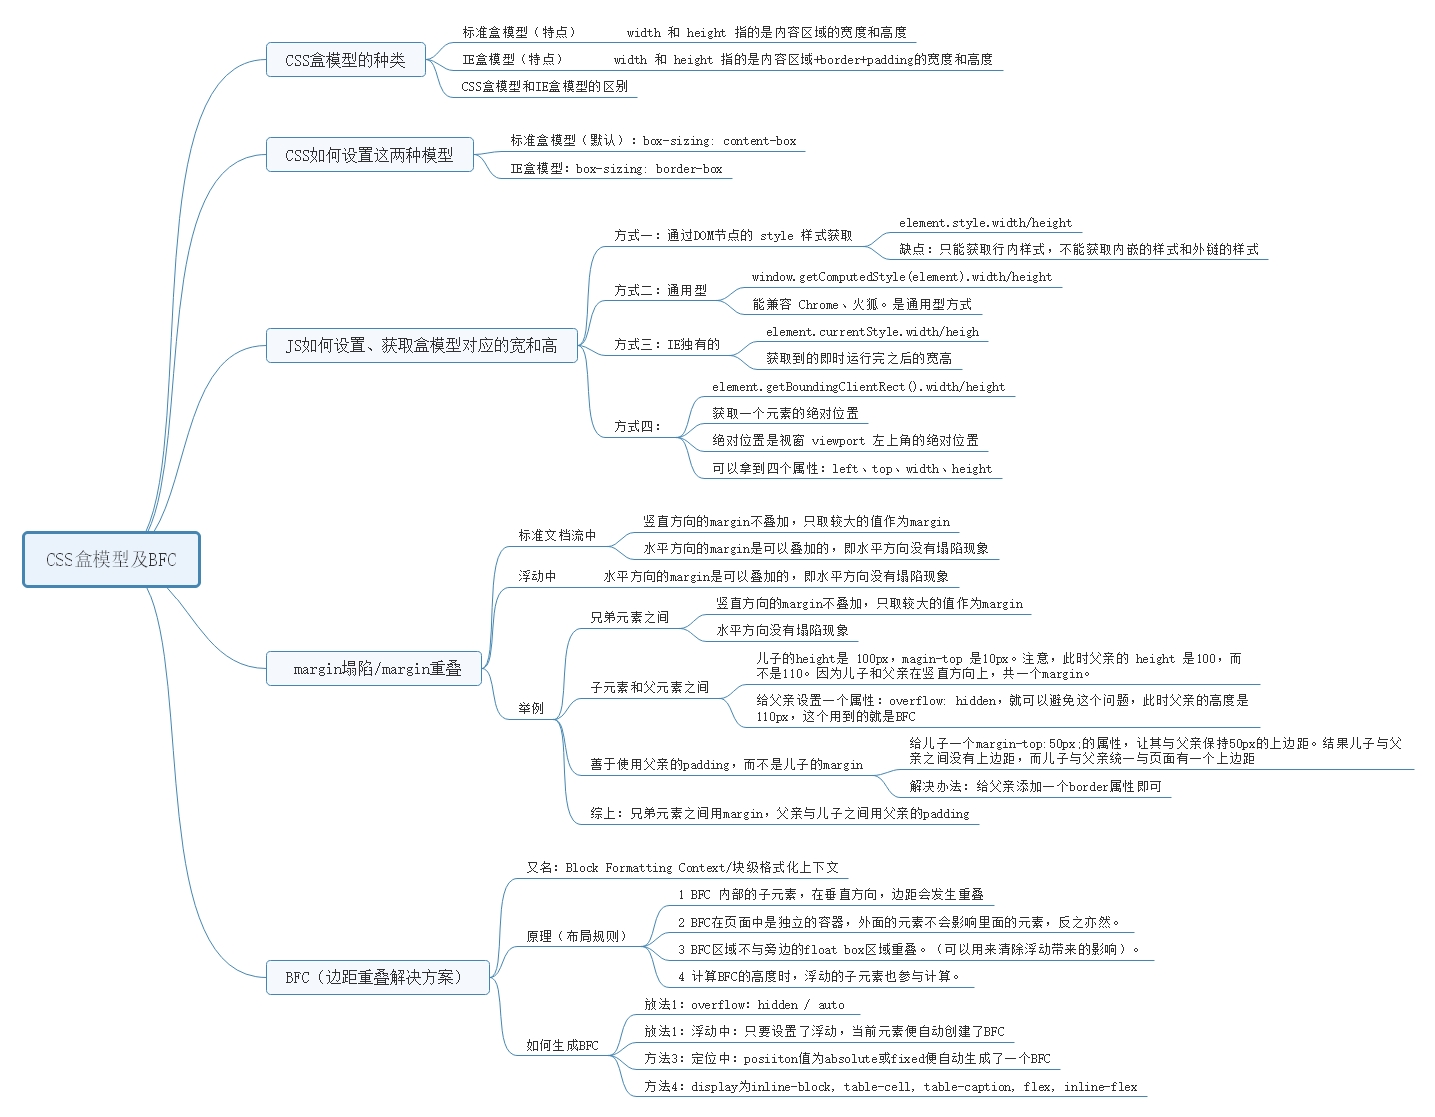 CSS盒模型及BFC
CSS盒模型的种类
标准盒模型（特点）
width 和 height 指的是内容区域的宽度和高度
IE盒模型（特点）
width 和 height 指的是内容区域+border+padding的宽度和高度
CSS盒模型和IE盒模型的区别
CSS如何设置这两种模型
标准盒模型（默认）：box-sizing: content-box
IE盒模型：box-sizing: border-box
JS如何设置、获取盒模型对应的宽和高
方式一：通过DOM节点的 style 样式获取
element.style.width/height
缺点：只能获取行内样式，不能获取内嵌的样式和外链的样式
方式二：通用型
window.getComputedStyle(element).width/height
能兼容 Chrome、火狐。是通用型方式
方式三：IE独有的
element.currentStyle.width/heigh
获取到的即时运行完之后的宽高
方式四：
element.getBoundingClientRect().width/height
获取一个元素的绝对位置
绝对位置是视窗 viewport 左上角的绝对位置
可以拿到四个属性：left、top、width、height
margin塌陷/margin重叠
标准文档流中
竖直方向的margin不叠加，只取较大的值作为margin
水平方向的margin是可以叠加的，即水平方向没有塌陷现象
浮动中
水平方向的margin是可以叠加的，即水平方向没有塌陷现象
举例
兄弟元素之间
竖直方向的margin不叠加，只取较大的值作为margin
水平方向没有塌陷现象
子元素和父元素之间
儿子的height是 100px，magin-top 是10px。注意，此时父亲的 height 是100，而
不是110。因为儿子和父亲在竖直方向上，共一个margin。
给父亲设置一个属性：overflow: hidden，就可以避免这个问题，此时父亲的高度是
110px，这个用到的就是BFC
善于使用父亲的padding，而不是儿子的margin
给儿子一个margin-top:50px;的属性，让其与父亲保持50px的上边距。结果儿子与父
亲之间没有上边距，而儿子与父亲统一与页面有一个上边距
解决办法：给父亲添加一个border属性即可
综上：兄弟元素之间用margin，父亲与儿子之间用父亲的padding
BFC（边距重叠解决方案）
又名：Block Formatting Context/块级格式化上下文
原理（布局规则）
1 BFC 内部的子元素，在垂直方向，边距会发生重叠
2 BFC在页面中是独立的容器，外面的元素不会影响里面的元素，反之亦然。
3 BFC区域不与旁边的float box区域重叠。（可以用来清除浮动带来的影响）。
4 计算BFC的高度时，浮动的子元素也参与计算。
如何生成BFC
放法1：overflow：hidden / auto
放法1：浮动中：只要设置了浮动，当前元素便自动创建了BFC
方法3：定位中：posiiton值为absolute或fixed便自动生成了一个BFC
方法4：display为inline-block, table-cell, table-caption, flex, inline-flex